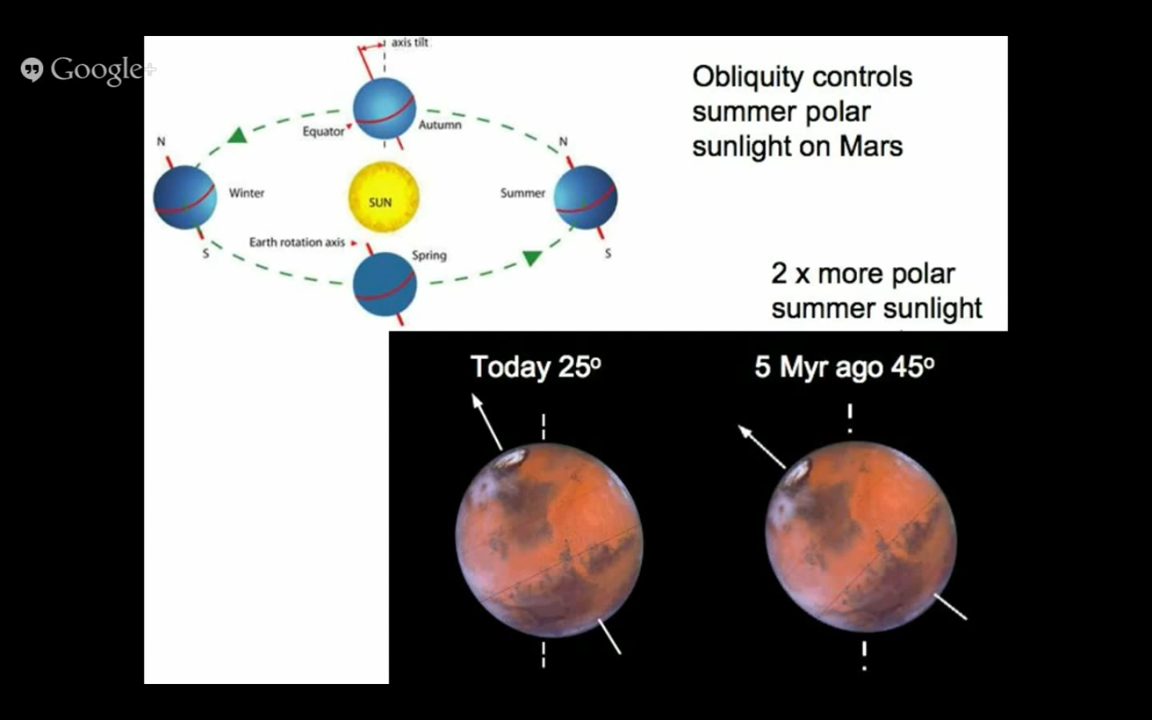 Google+
axis tilt
Obliquity controls
summer polar
sunlight on Mars
Equator
Autumn
N
N
Winter
SUN
Summer
S
S
Earth rotation axis
Spring
2 x more polar
summer sunlight
Today 25º
5 Myr ago 45º